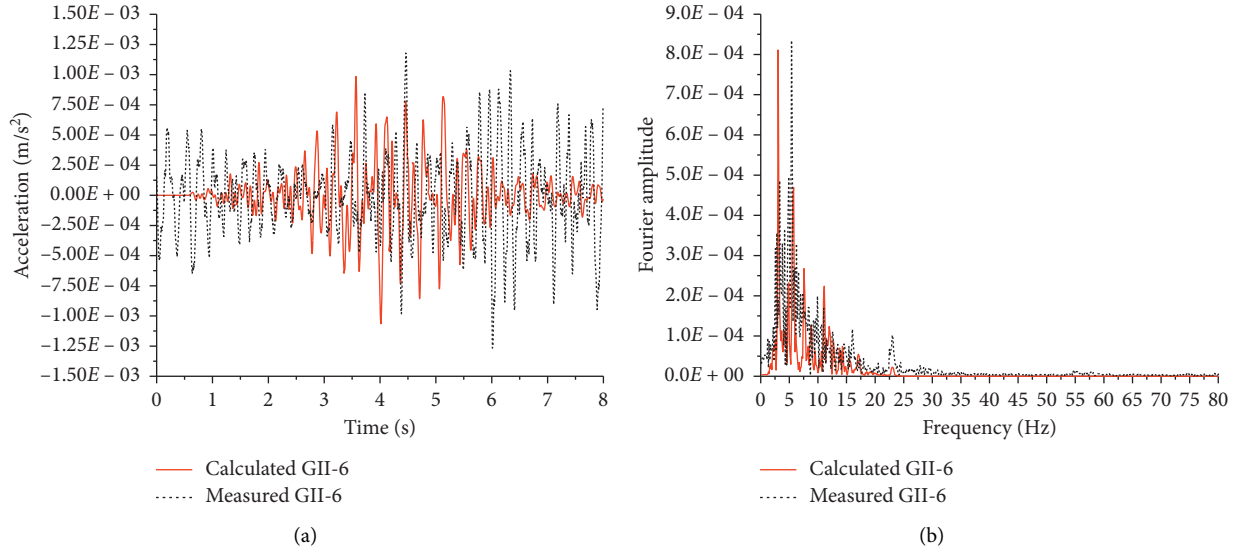 1.50E – 03
1.25E – 03
1.00E – 03
7.50E – 04
5.00E – 04
2.50E – 04
0.00E + 00
–2.50E – 04
–5.00E – 04
–7.50E – 04
–1.00E – 03
–1.25E – 03
–1.50E – 03
Acceleration (m/s²)
0 1 2 3 4 5 6 7 8
Time (s)
Calculated GII-6
Measured GII-6
(a)
9.0E – 04
8.0E – 04
7.0E – 04
6.0E – 04
5.0E – 04
4.0E – 04
3.0E – 04
2.0E – 04
1.0E – 04
0.0E + 00
Fourier amplitude
0 5 10 15 20 25 30 35 40 45 50 55 60 65 70 75 80
Frequency (Hz)
Calculated GII-6
Measured GII-6
(b)